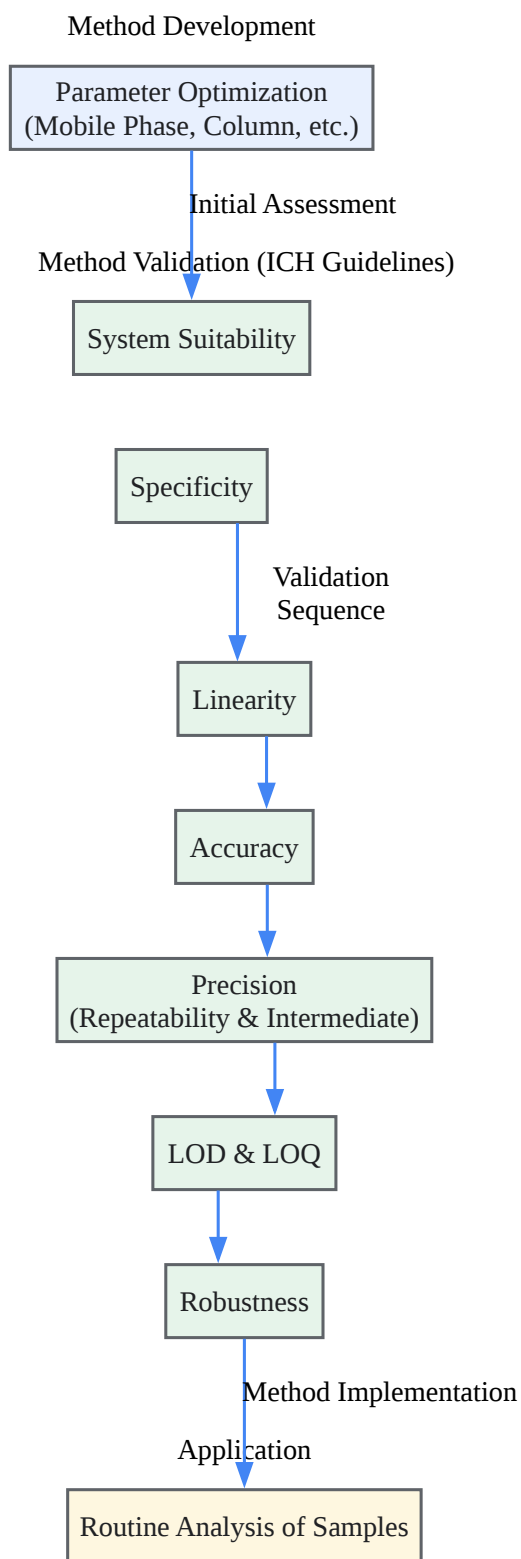 Method Development
Parameter Optimization
(Mobile Phase, Column, etc.)
Initial Assessment
Method Validation (ICH Guidelines)
System Suitability
Specificity
Validation
Sequence
Linearity
Accuracy
Precision
(Repeatability & Intermediate)
LOD & LOQ
Robustness
Method Implementation
Application
Routine Analysis of Samples